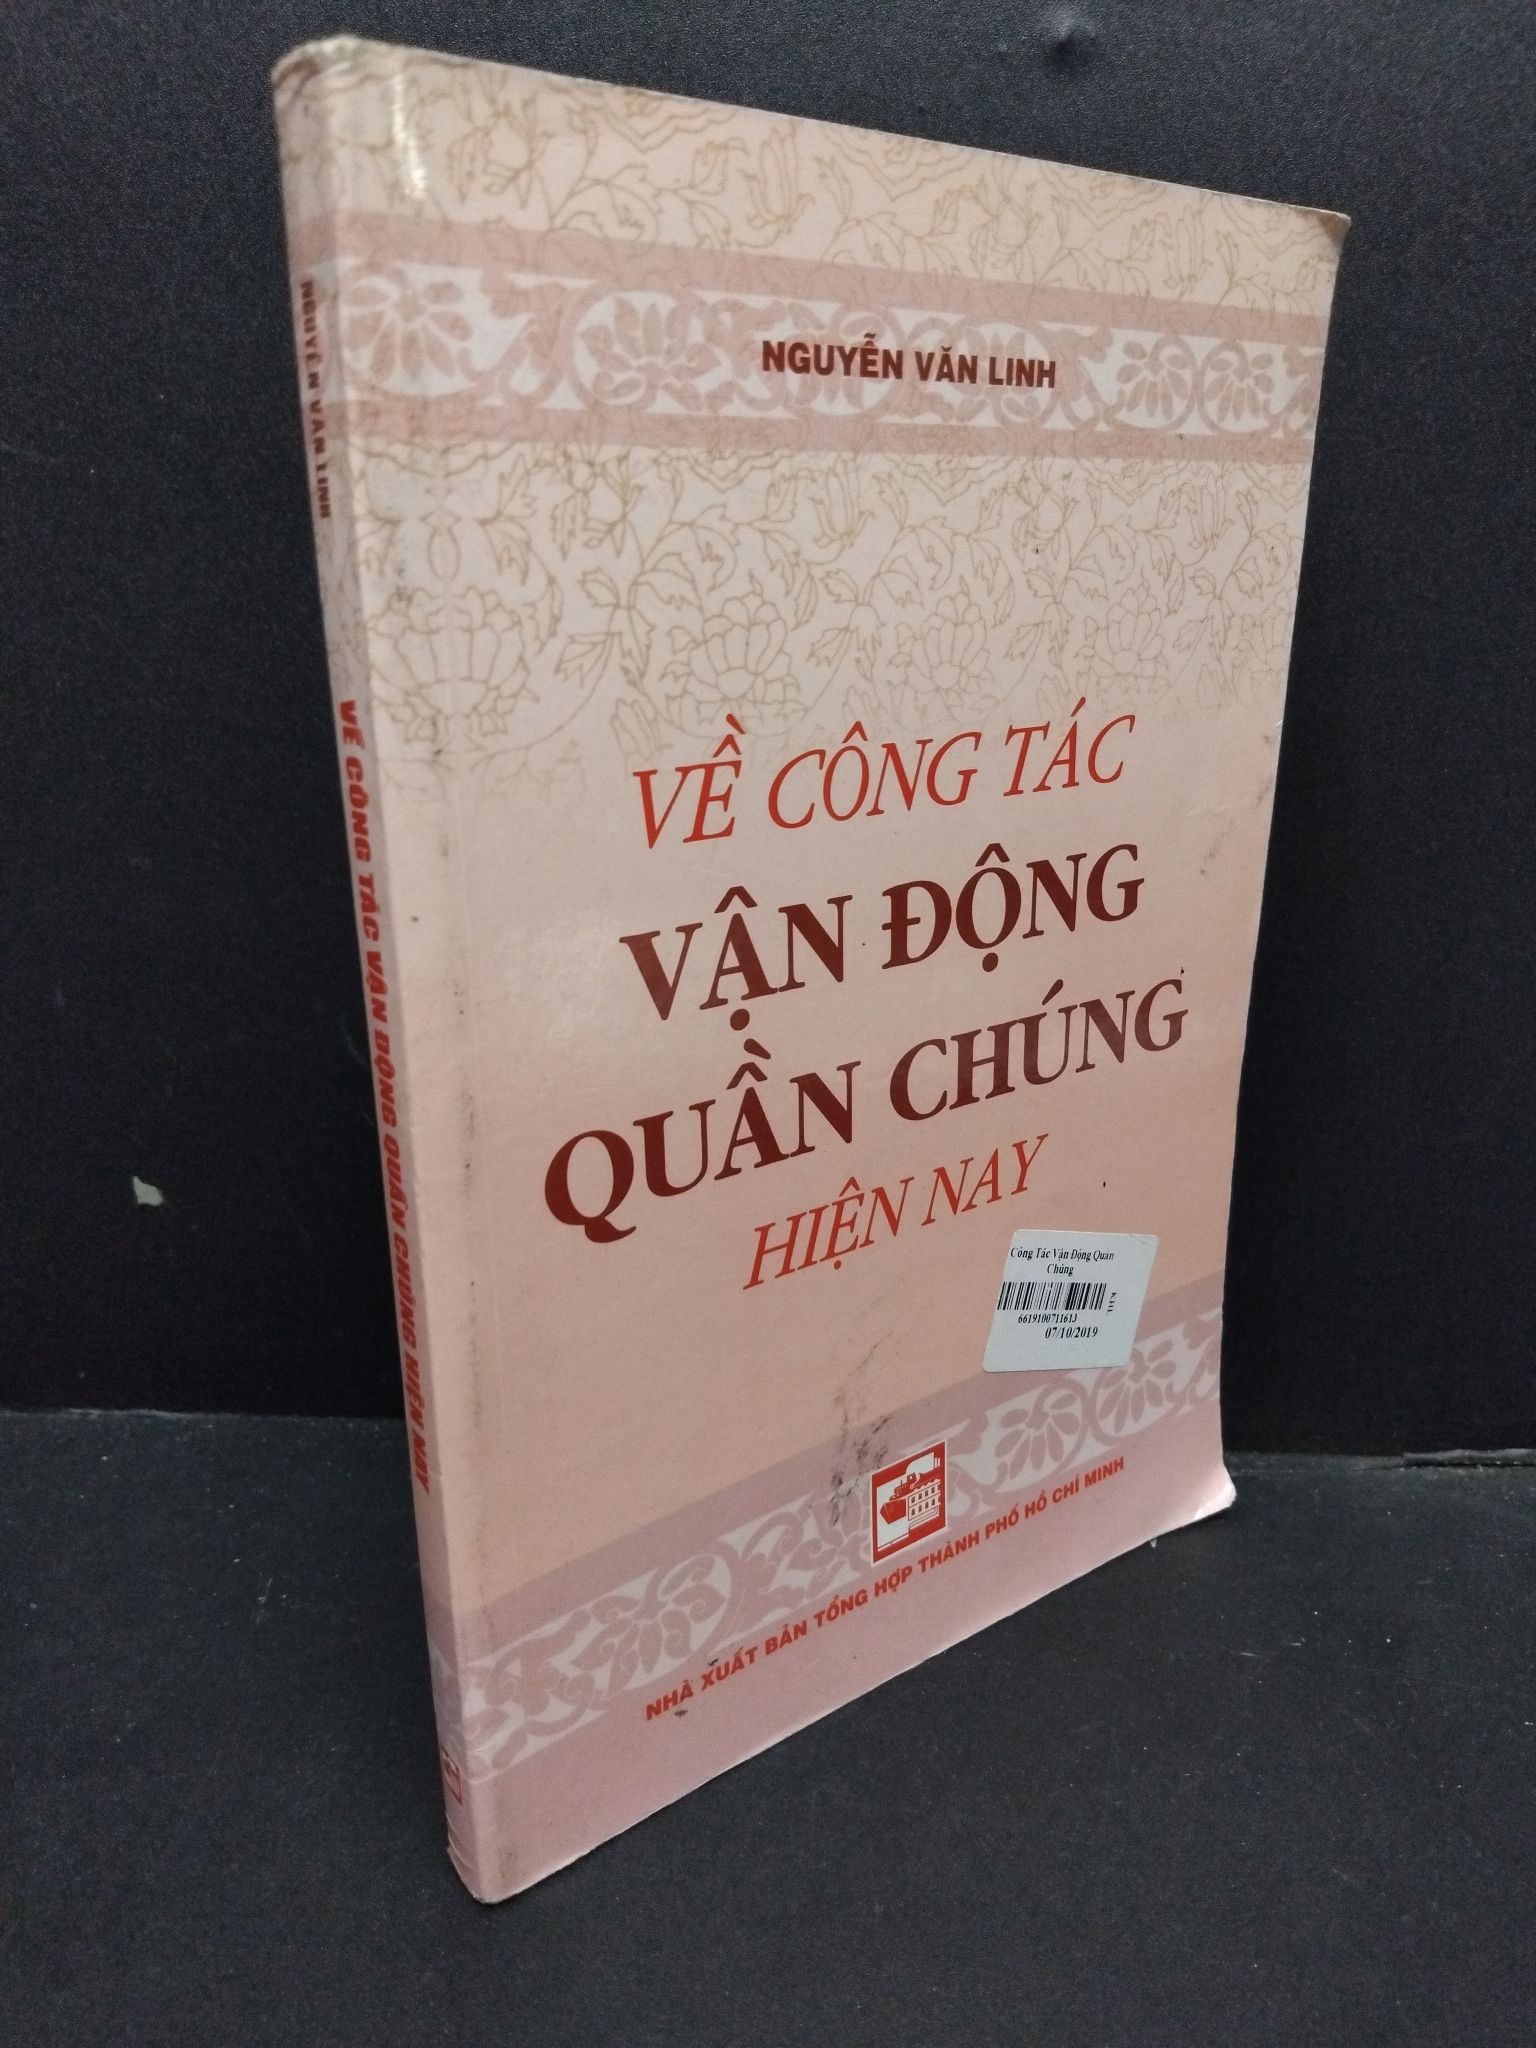 NGUYỄN VĂN LINH
VỀ CÔNG TÁC
VẬN ĐỘNG
QUẦN CHÚNG
HIỆN NAY
Công Tác Vận Động Quan
Chúng
KHL
6619100711613
07/10/2019
NHÀ XUẤT BẢN TỔNG HỢP THÀNH PHỐ HỒ CHÍ MINH
NGUYỄN VĂN LINH
VỀ CÔNG TÁC VẬN ĐỘNG QUẦN CHÚNG HIỆN NAY